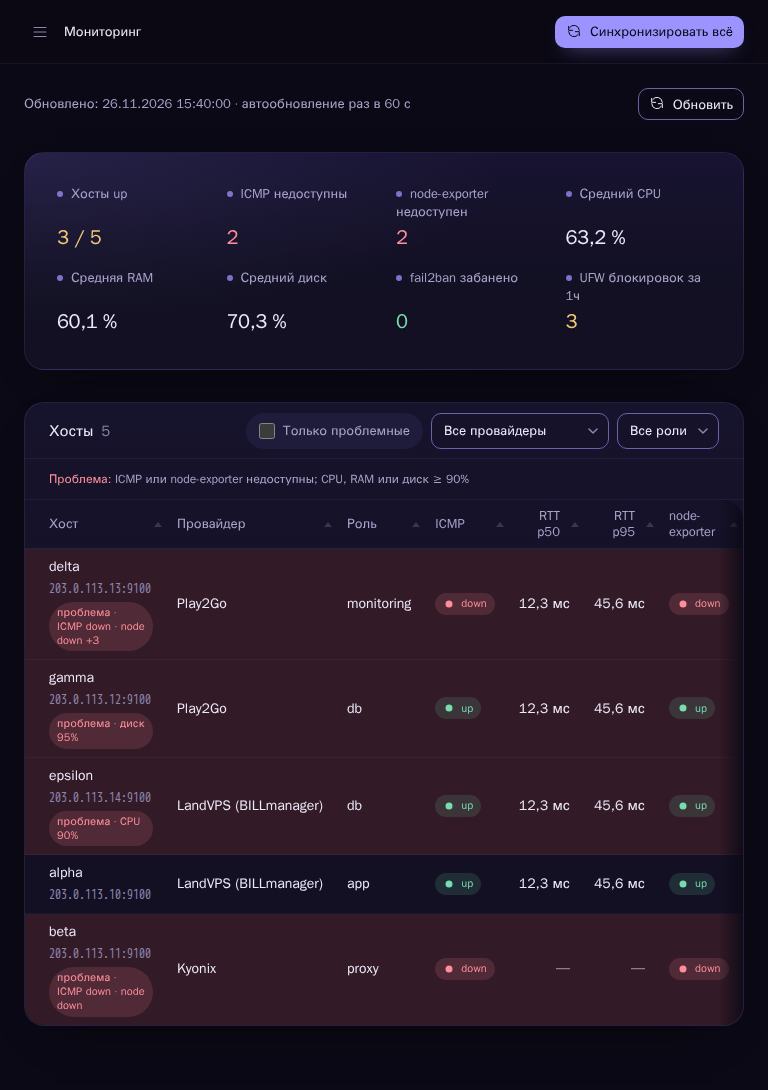 Мониторинг
Синхронизировать всё
Обновлено: 26.11.2026 15:40:00 · автообновление раз в 60 с
Обновить
Хосты up
ICMP недоступны
node-exporter
недоступен
Средний CPU
3 / 5
2
2
63,2 %
Средняя RAM
Средний диск
fail2ban забанено
UFW блокировок за
1ч
60,1 %
70,3 %
0
3
Хосты 5
Только проблемные
Все провайдеры
Все роли
Проблема: ICMP или node-exporter недоступны; CPU, RAM или диск ≥ 90%
Хост
Провайдер
Роль
ICMP
RTT
p50
RTT
p95
node-
exporter
delta
203.0.113.13:9100
проблема ·
ICMP down · node
down +3
Play2Go
monitoring
down
12,3 мс
45,6 мс
down
gamma
203.0.113.12:9100
проблема · диск
95%
Play2Go
db
up
12,3 мс
45,6 мс
up
epsilon
203.0.113.14:9100
проблема · CPU
90%
LandVPS (BILLmanager)
db
up
12,3 мс
45,6 мс
up
alpha
203.0.113.10:9100
LandVPS (BILLmanager)
app
up
12,3 мс
45,6 мс
up
beta
203.0.113.11:9100
проблема ·
ICMP down · node
down
Kyonix
proxy
down
—
—
down